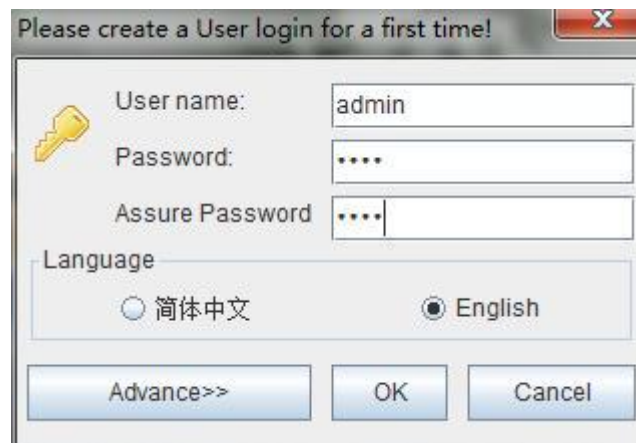 Please create a User login for a first time!
User name: admin
Password: ••••
Assure Password ••••
Language
简体中文 English
Advance>> OK Cancel